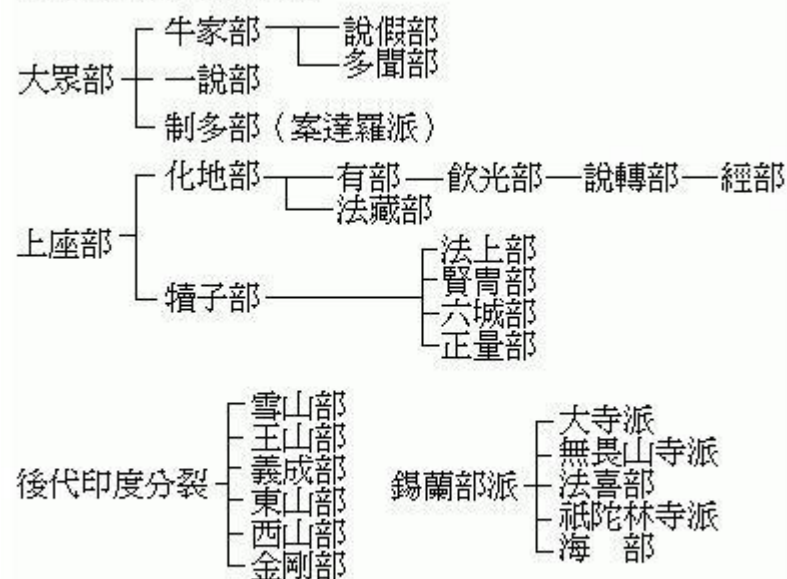 牛家部 說假部
多聞部
大眾部 一說部
制多部（案達羅派）
化地部 有部 飲光部 說轉部 經部
法藏部
上座部
法上部
賢冑部
犢子部
六城部
正量部
雪山部
王山部
義成部
後代印度分裂
東山部
西山部
金剛部
大寺派
無畏山寺派
錫蘭部派 法喜部
祇陀林寺派
海　部